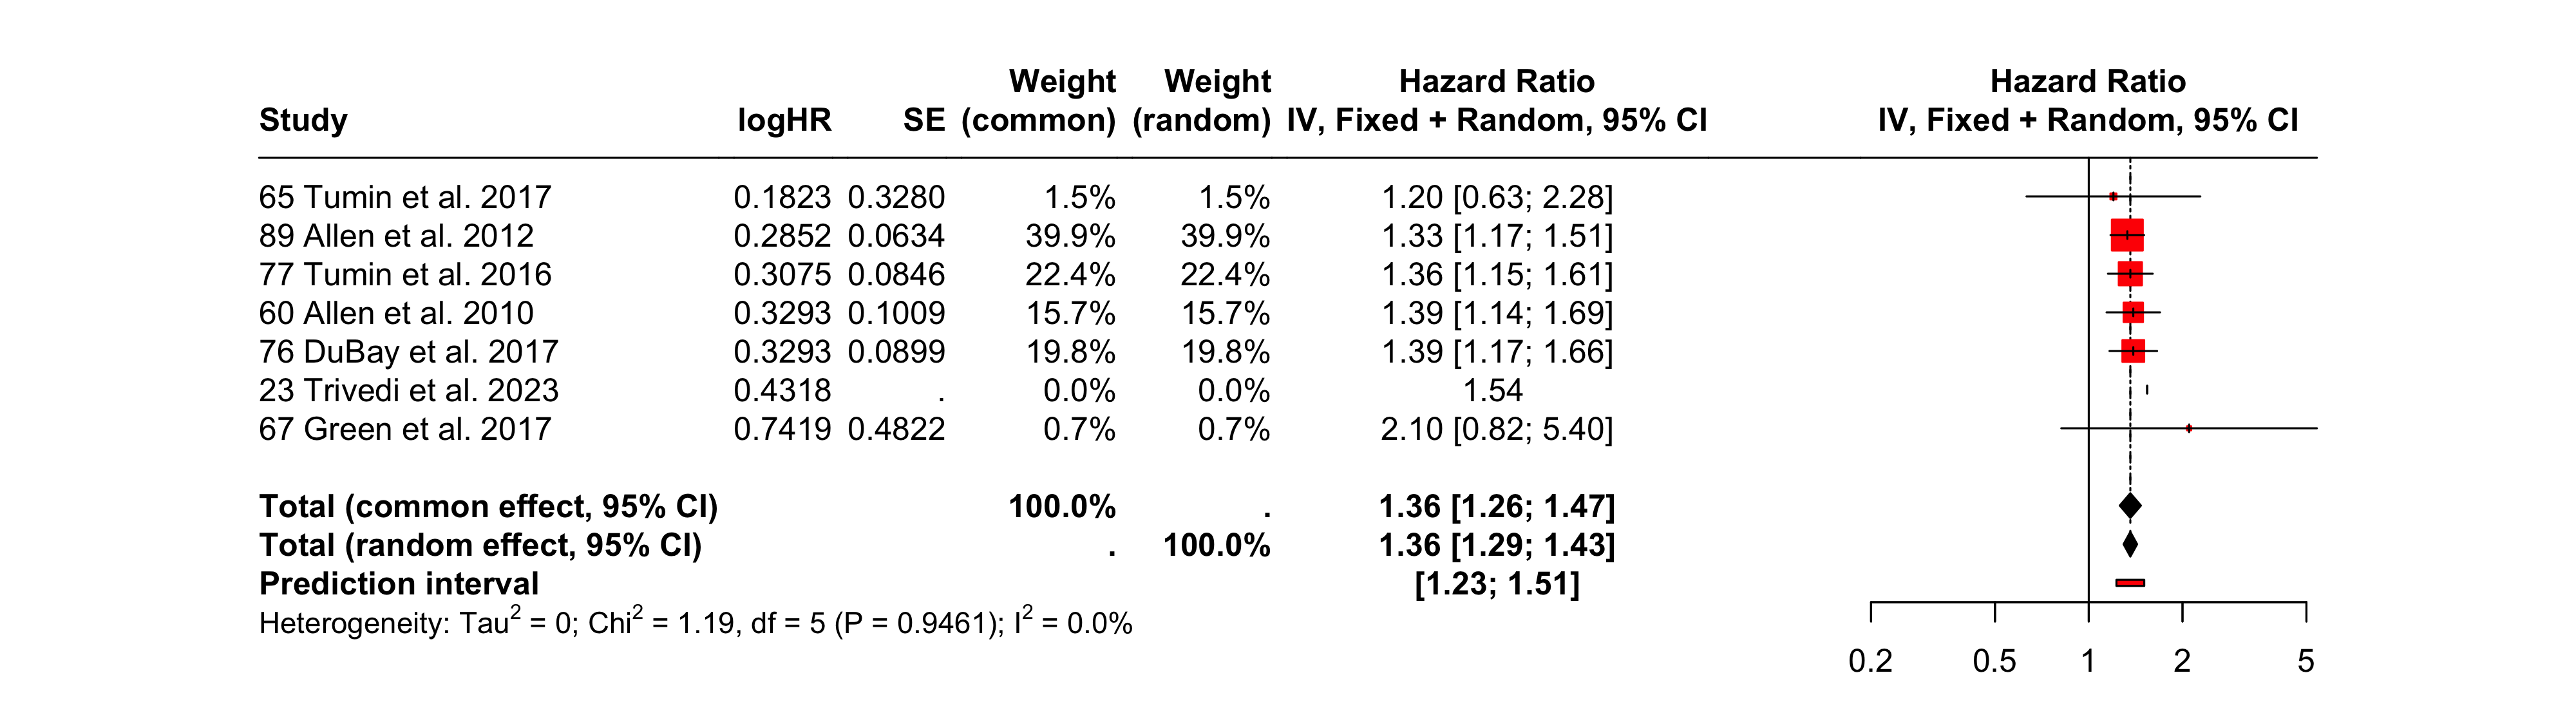 Weight Weight Hazard Ratio Hazard Ratio
Study logHR SE (common) (random) IV, Fixed + Random, 95% CI IV, Fixed + Random, 95% CI
65 Tumin et al. 2017 0.1823 0.3280 1.5% 1.5% 1.20 [0.63; 2.28]
89 Allen et al. 2012 0.2852 0.0634 39.9% 39.9% 1.33 [1.17; 1.51]
77 Tumin et al. 2016 0.3075 0.0846 22.4% 22.4% 1.36 [1.15; 1.61]
60 Allen et al. 2010 0.3293 0.1009 15.7% 15.7% 1.39 [1.14; 1.69]
76 DuBay et al. 2017 0.3293 0.0899 19.8% 19.8% 1.39 [1.17; 1.66]
23 Trivedi et al. 2023 0.4318 . 0.0% 0.0% 1.54
67 Green et al. 2017 0.7419 0.4822 0.7% 0.7% 2.10 [0.82; 5.40]
Total (common effect, 95% CI) 100.0% . 1.36 [1.26; 1.47]
Total (random effect, 95% CI) . 100.0% 1.36 [1.29; 1.43]
Prediction interval [1.23; 1.51]
Heterogeneity: Tau² = 0; Chi² = 1.19, df = 5 (P = 0.9461); I² = 0.0%
0.2 0.5 1 2 5